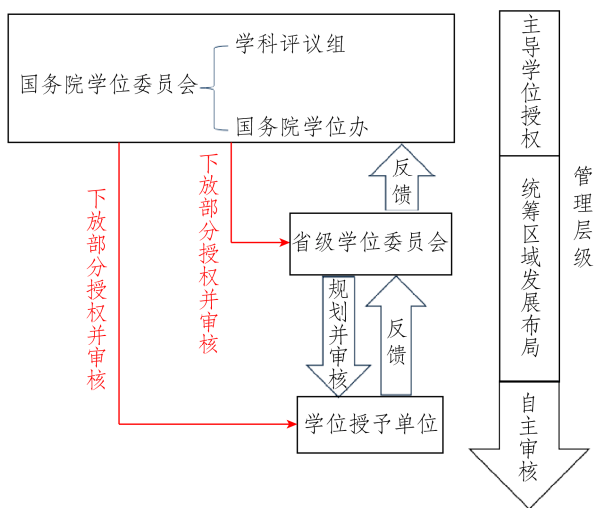 学科评议组
国务院学位委员会
国务院学位办
下放部分授权并审核
下放部分授权并审核
反馈
省级学位委员会
规划并审核
反馈
学位授予单位
主导学位授权
统筹区域发展布局
自主审核
管理层级